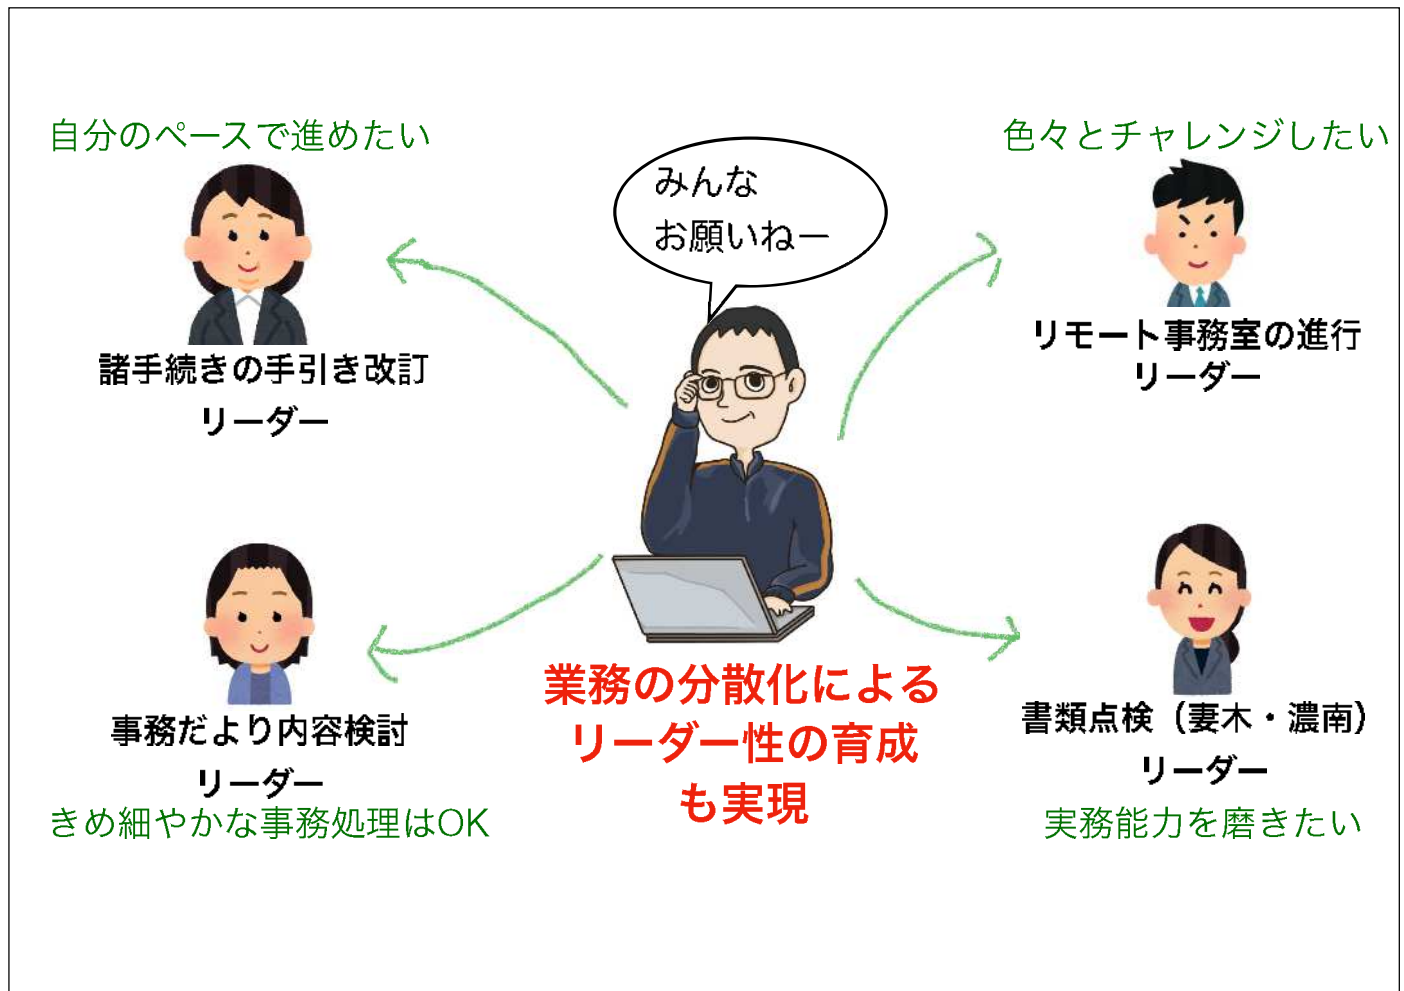 自分のペースで進めたい
色々とチャレンジしたい
みんな
お願いねー
諸手続きの手引き改訂
リーダー
リモート事務室の進行
リーダー
事務だより内容検討
リーダー
きめ細やかな事務処理はOK
業務の分散化による
リーダー性の育成
も実現
書類点検（妻木・濃南）
リーダー
実務能力を磨きたい